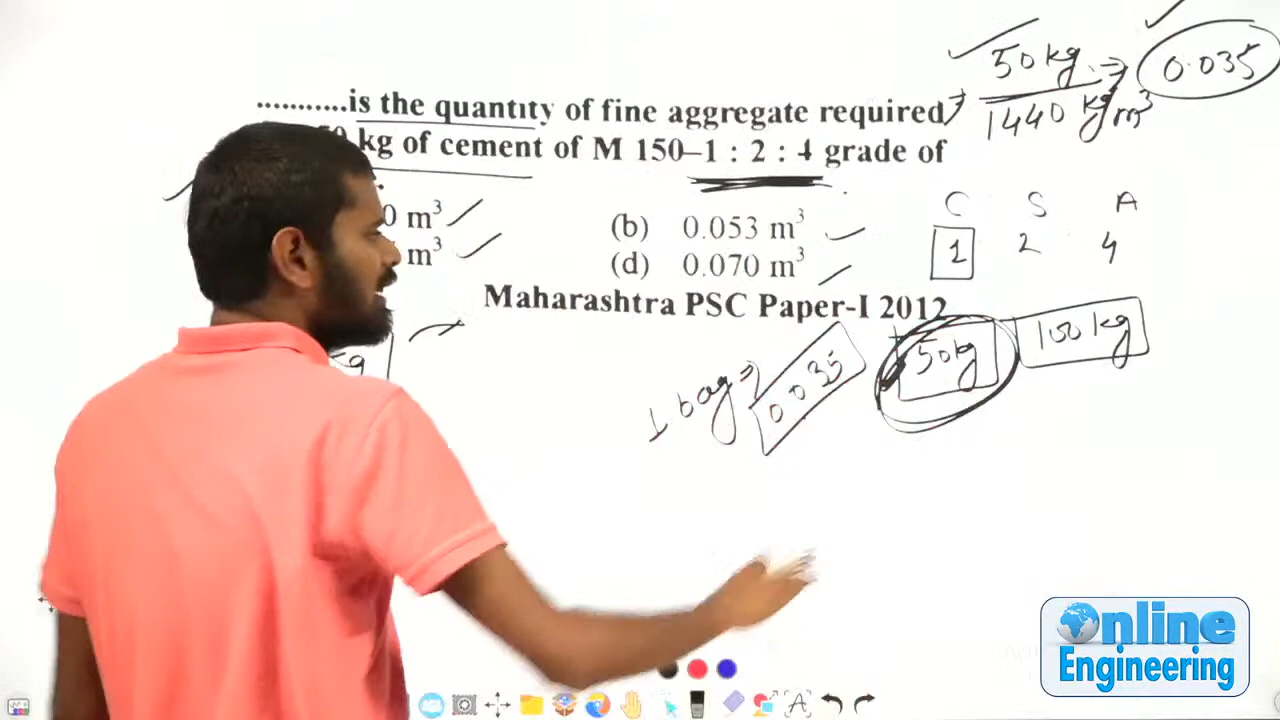 50 kg ⇒ 0.035
1440 kg/m³
...........is the quantity of fine aggregate required
kg of cement of M 150–1 : 2 : 4 grade of
0 m³
(b) 0.053 m³
m³
(d) 0.070 m³
Maharashtra PSC Paper-I 2012
C S A
1 2 4
50kg 100 kg
1 bag ⇒ 0.035
kg
Online
Engineering